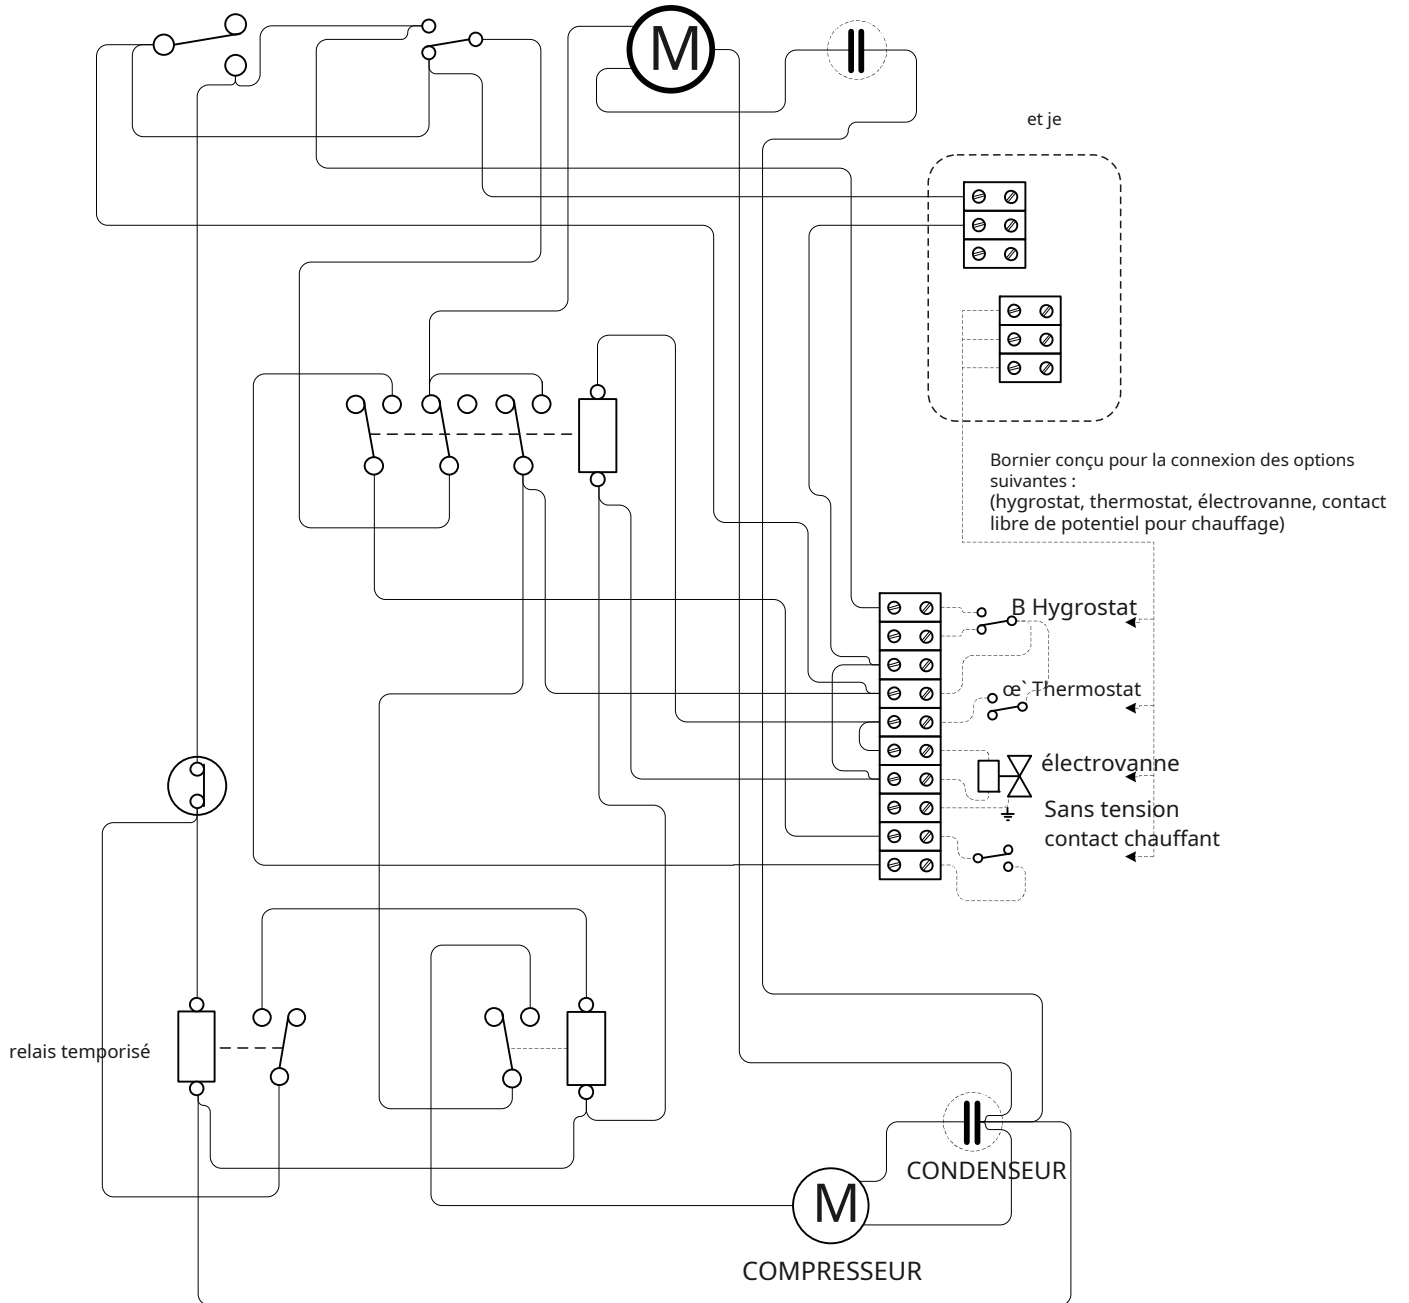 M
et je
Bornier conçu pour la connexion des options
suivantes :
(hygrostat, thermostat, électrovanne, contact
libre de potentiel pour chauffage)
B Hygrostat
œ` Thermostat
électrovanne
Sans tension
contact chauffant
relais temporisé
CONDENSEUR
M
COMPRESSEUR